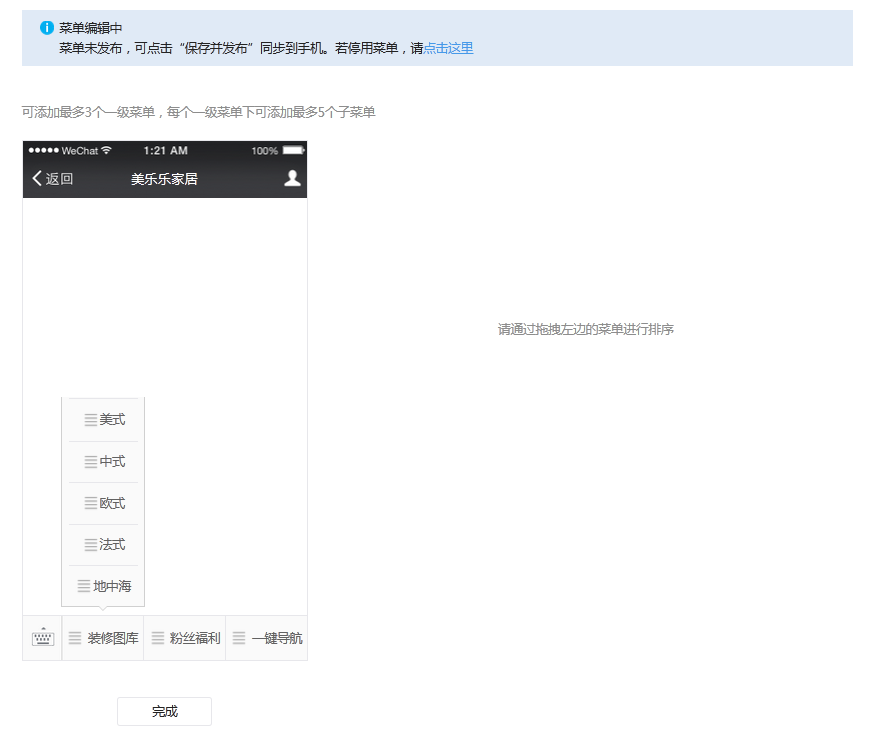 菜单编辑中
菜单未发布，可点击“保存并发布”同步到手机。若停用菜单，请点击这里
可添加最多3个一级菜单，每个一级菜单下可添加最多5个子菜单
WeChat 1:21 AM 100%
返回 美乐乐家居
请通过拖拽左边的菜单进行排序
美式
中式
欧式
法式
地中海
装修图库 粉丝福利 一键导航
完成